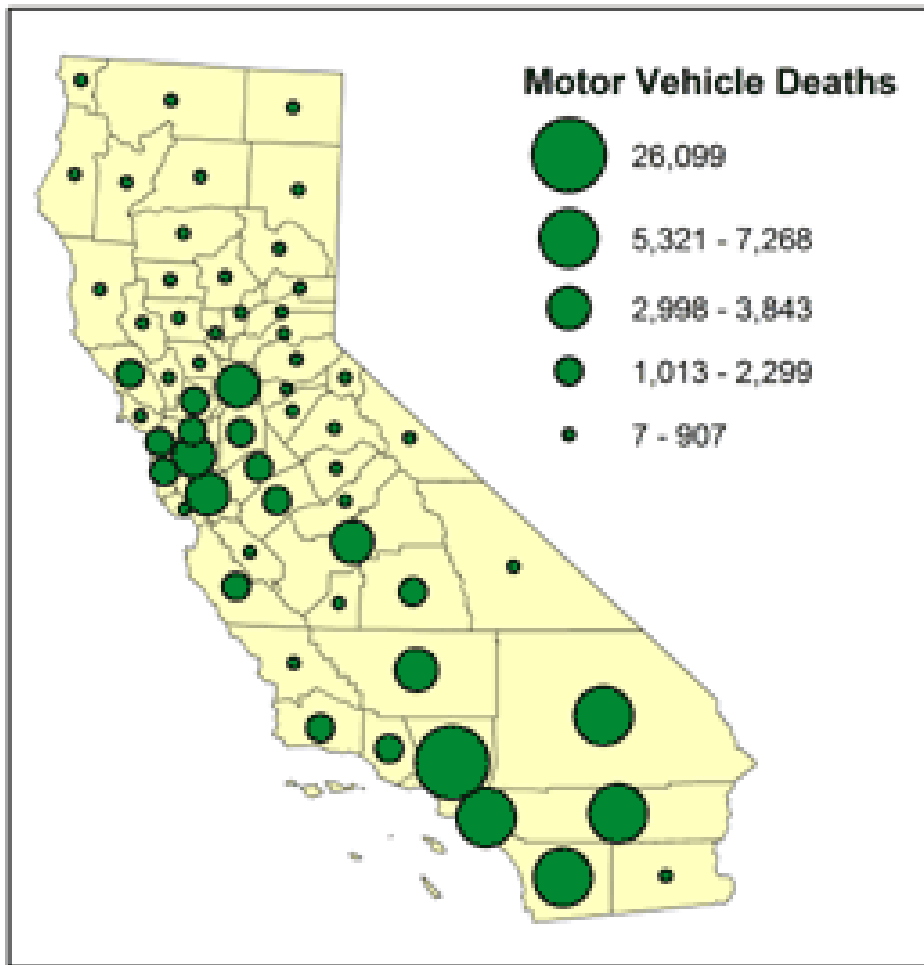 Motor Vehicle Deaths
26,099
5,321 - 7,268
2,998 - 3,843
1,013 - 2,299
7 - 907